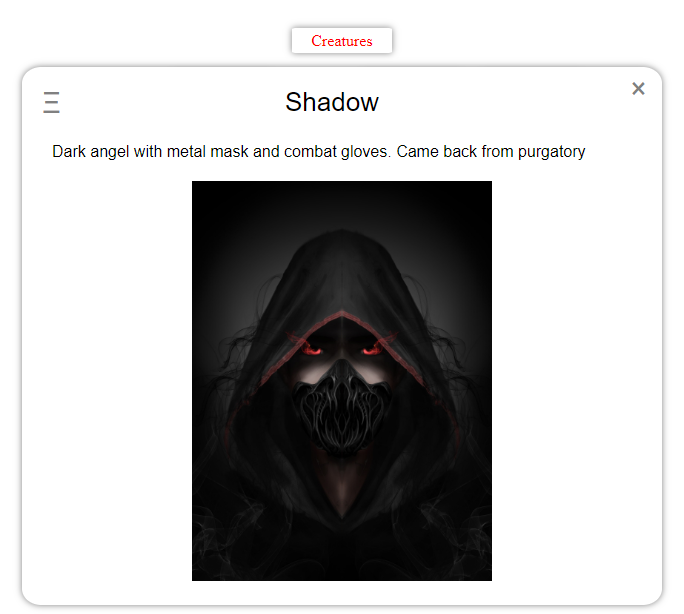 Creatures
Shadow
Dark angel with metal mask and combat gloves. Came back from purgatory